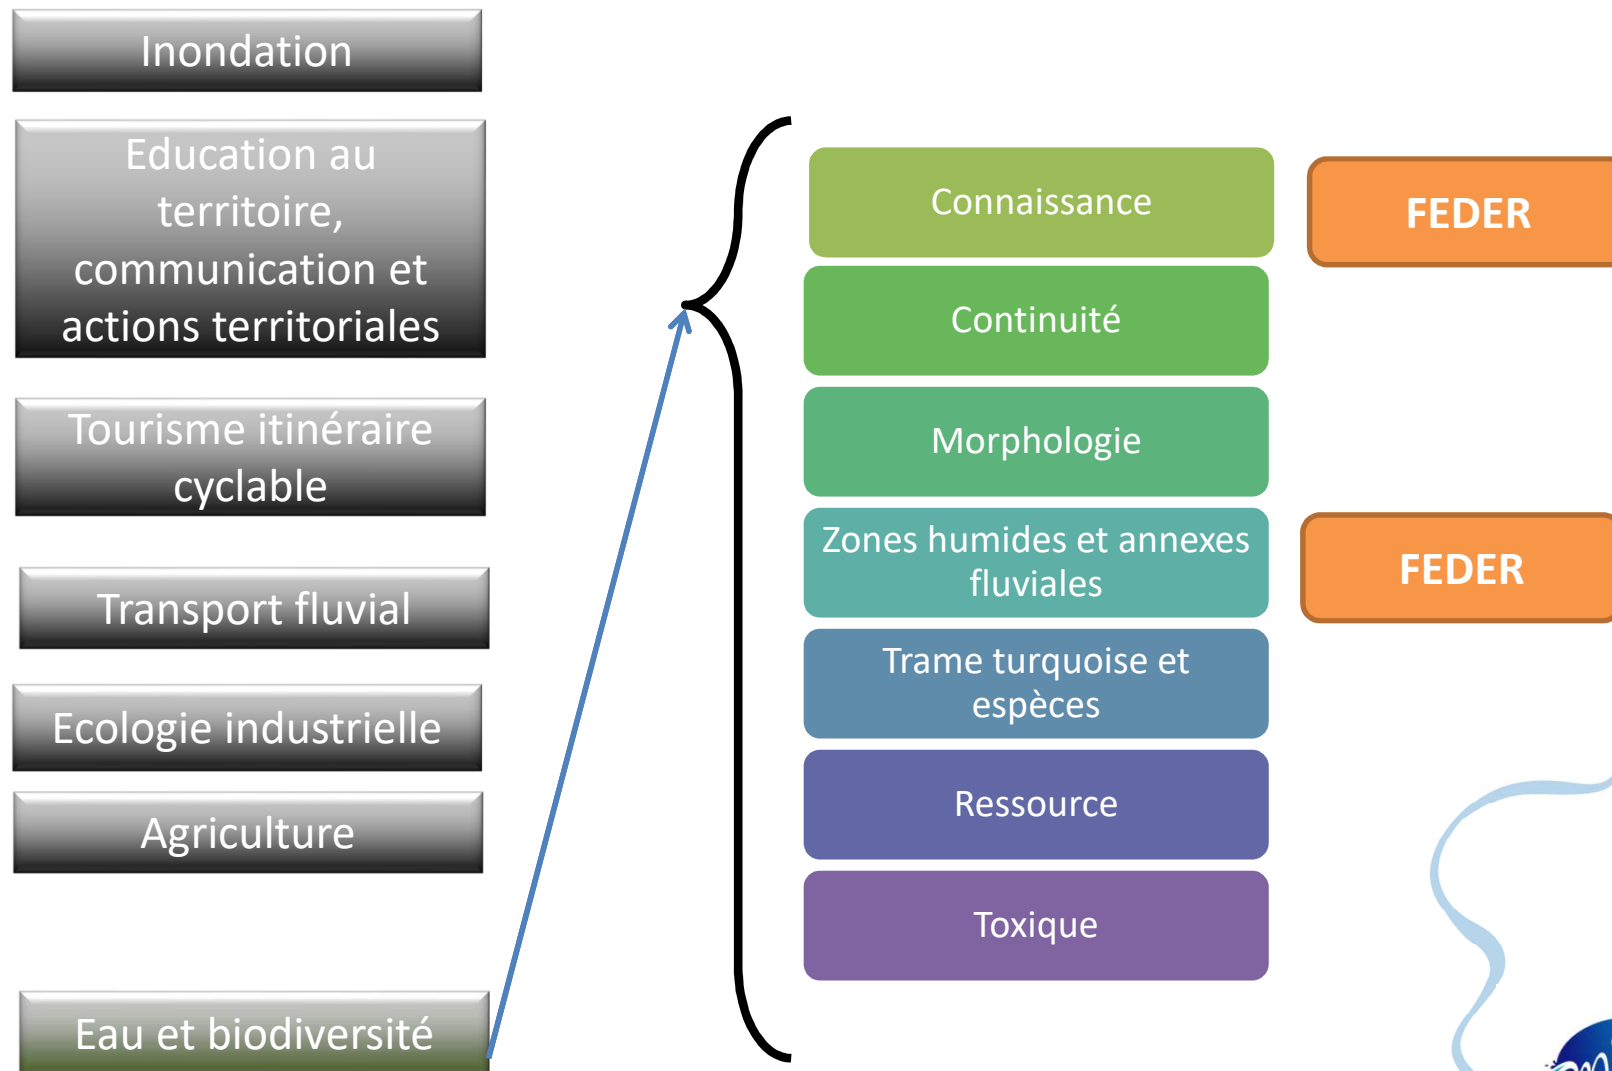 Inondation
Education au
territoire,
communication et
actions territoriales
Tourisme itinéraire
cyclable
Transport fluvial
Ecologie industrielle
Agriculture
Eau et biodiversité
Connaissance
FEDER
Continuité
Morphologie
Zones humides et annexes
fluviales
FEDER
Trame turquoise et
espèces
Ressource
Toxique